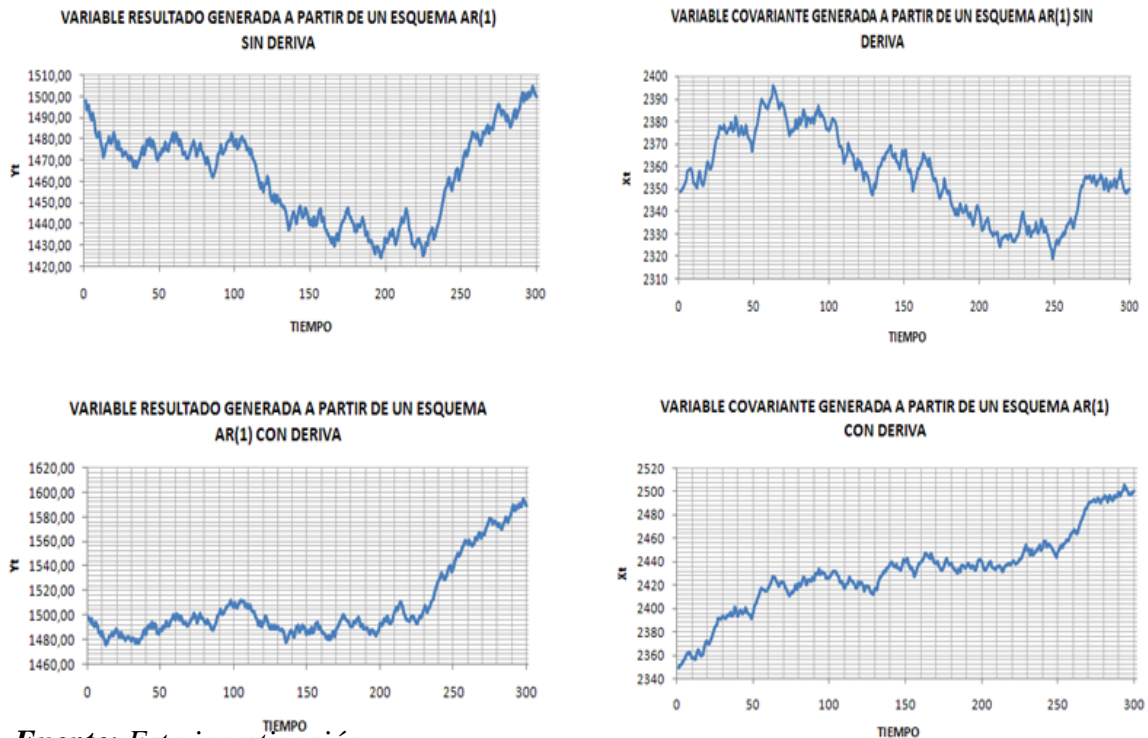 VARIABLE RESULTADO GENERADA A PARTIR DE UN ESQUEMA AR(1)
SIN DERIVA
1510,00
1500,00
1490,00
1480,00
1470,00
1460,00
1450,00
1440,00
1430,00
1420,00
Yt
0 50 100 150 200 250 300
TIEMPO
VARIABLE COVARIANTE GENERADA A PARTIR DE UN ESQUEMA AR(1) SIN
DERIVA
2400
2390
2380
2370
2360
2350
2340
2330
2320
2310
Xt
0 50 100 150 200 250 300
TIEMPO
VARIABLE RESULTADO GENERADA A PARTIR DE UN ESQUEMA
AR(1) CON DERIVA
1620,00
1600,00
1580,00
1560,00
1540,00
1520,00
1500,00
1480,00
1460,00
Yt
0 50 100 150 200 250 300
TIEMPO
VARIABLE COVARIANTE GENERADA A PARTIR DE UN ESQUEMA AR(1)
CON DERIVA
2520
2500
2480
2460
2440
2420
2400
2380
2360
2340
Xt
0 50 100 150 200 250 300
TIEMPO